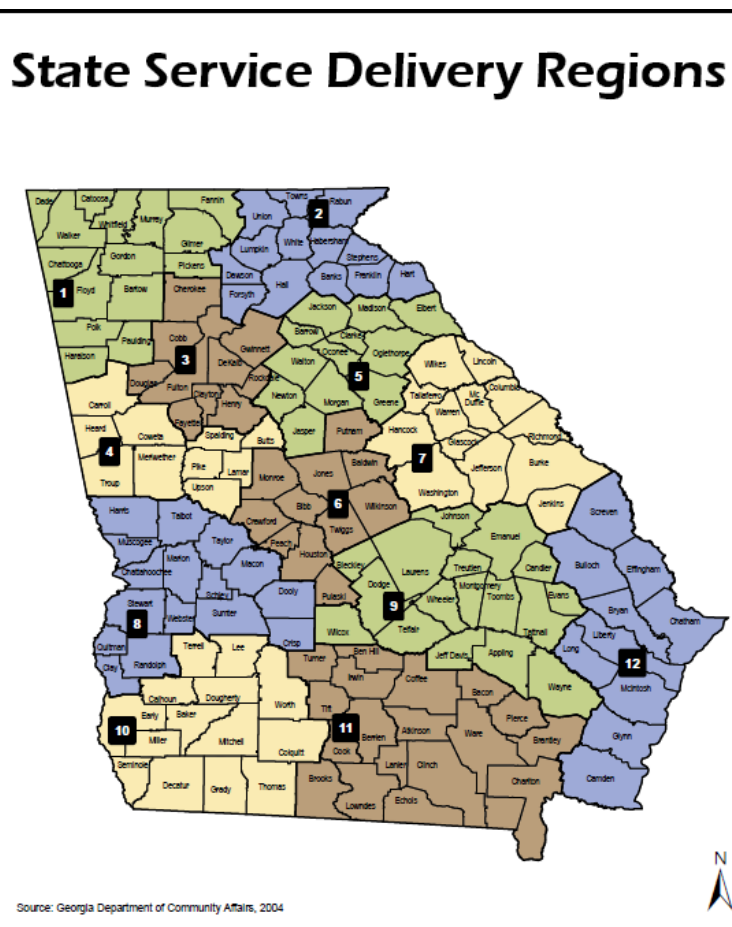 State Service Delivery Regions
Dade
Catoosa
Fannin
Towns
Rabun
Whitfield
Murray
Union
2
Walker
Gilmer
Lumpkin
White
Habersham
Chattooga
Gordon
Pickens
Stephens
1
Floyd
Bartow
Cherokee
Dawson
Hall
Banks
Franklin
Hart
Forsyth
Polk
Paulding
Cobb
Jackson
Madison
Elbert
Haralson
3
DeKalb
Gwinnett
Barrow
Clarke
Oconee
Oglethorpe
Walton
5
Wilkes
Lincoln
Douglas
Fulton
Clayton
Rockdale
Newton
Morgan
Greene
Taliaferro
Mc
Duffie
Columbia
Carroll
Henry
Warren
Heard
Coweta
Fayette
Spalding
Butts
Jasper
Putnam
Hancock
Glascock
Richmond
4
Meriwether
Pike
Lamar
Monroe
Jones
Baldwin
7
Jefferson
Burke
Troup
Upson
Bibb
6
Wilkinson
Washington
Jenkins
Harris
Talbot
Crawford
Twiggs
Johnson
Screven
Muscogee
Taylor
Peach
Houston
Emanuel
Marion
Macon
Bleckley
Laurens
Treutlen
Candler
Bulloch
Effingham
Chattahoochee
Schley
Dooly
Pulaski
Dodge
Montgomery
Toombs
Evans
Stewart
Webster
Sumter
9
Wheeler
Bryan
Chatham
8
Wilcox
Telfair
Tattnall
Liberty
Quitman
Crisp
Long
Clay
Randolph
Terrell
Lee
Turner
Ben Hill
Jeff Davis
Appling
12
McIntosh
Irwin
Coffee
Wayne
Calhoun
Dougherty
Worth
Bacon
Early
Baker
Tift
Pierce
10
Miller
Mitchell
11
Berrien
Atkinson
Ware
Brantley
Glynn
Colquitt
Cook
Lanier
Clinch
Seminole
Decatur
Grady
Thomas
Brooks
Lowndes
Echols
Charlton
Camden
N
Source: Georgia Department of Community Affairs, 2004